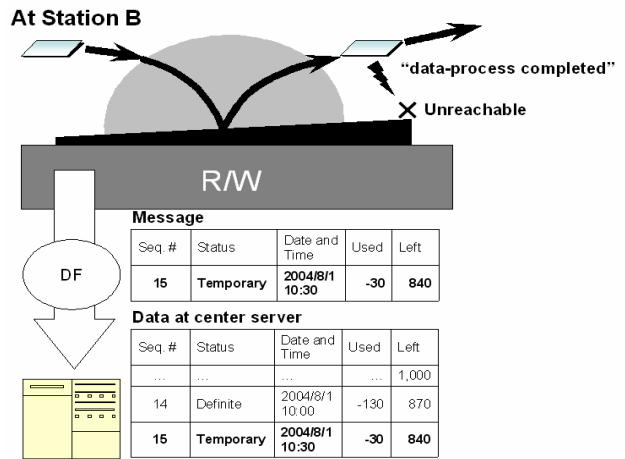 At Station B
"data-process completed"
Unreachable
R/W
DF
Message
Seq. # Status Date and Time Used Left
15 Temporary 2004/8/1 10:30 -30 840
Data at center server
Seq. # Status Date and Time Used Left
... ... ... ... 1,000
14 Definite 2004/8/1 10:00 -130 870
15 Temporary 2004/8/1 10:30 -30 840